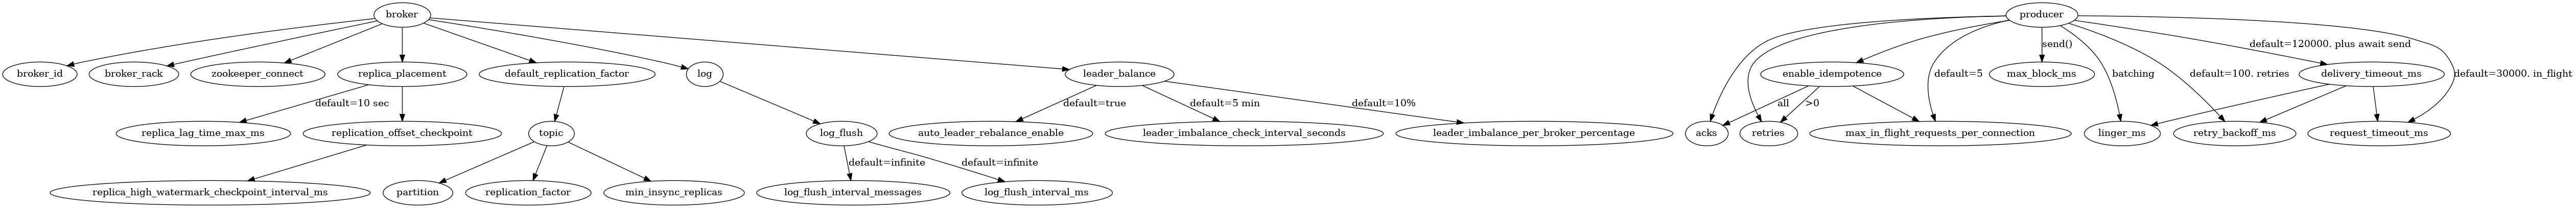 broker
producer
send()
default=120000. plus await send
broker_id
broker_rack
zookeeper_connect
replica_placement
default_replication_factor
log
leader_balance
enable_idempotence
default=5
max_block_ms
batching
default=100. retries
delivery_timeout_ms
default=30000. in_flight
default=10 sec
default=true
default=5 min
default=10%
all
>0
replica_lag_time_max_ms
replication_offset_checkpoint
topic
log_flush
auto_leader_rebalance_enable
leader_imbalance_check_interval_seconds
leader_imbalance_per_broker_percentage
acks
retries
max_in_flight_requests_per_connection
linger_ms
retry_backoff_ms
request_timeout_ms
default=infinite
default=infinite
replica_high_watermark_checkpoint_interval_ms
partition
replication_factor
min_insync_replicas
log_flush_interval_messages
log_flush_interval_ms